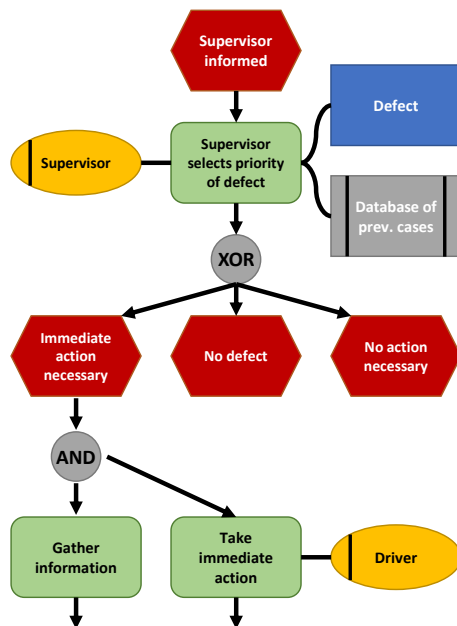 Supervisor
informed
Defect
Supervisor
Supervisor
selects priority
of defect
Database of
prev. cases
XOR
Immediate
action
necessary
No defect
No action
necessary
AND
Gather
information
Take
immediate
action
Driver